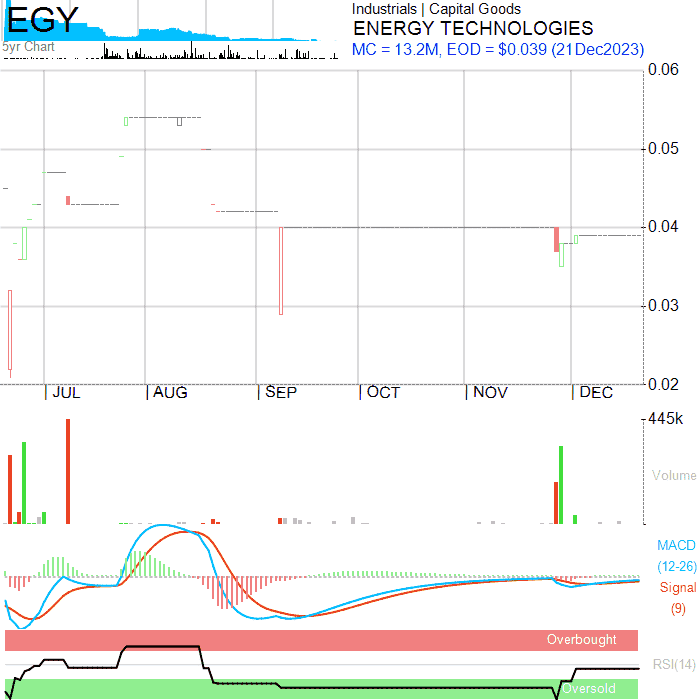 EGY
5yr Chart
Industrials | Capital Goods
ENERGY TECHNOLOGIES
MC = 13.2M, EOD = $0.039 (21Dec2023)
0.06
0.05
0.04
0.03
0.02
JUL AUG SEP OCT NOV DEC
445k
Volume
MACD
(12-26)
Signal
(9)
Overbought
RSI(14)
Oversold